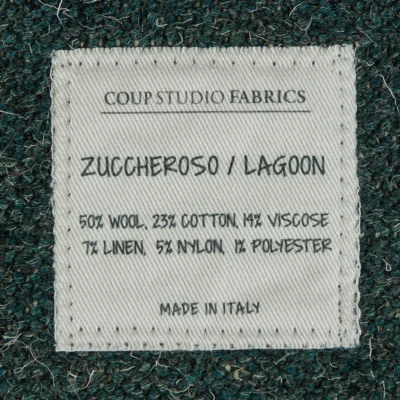 COUP STUDIO FABRICS
ZUCCHEROSO / LAGOON
50% WOOL, 23% COTTON, 14% VISCOSE
7% LINEN, 5% NYLON, 1% POLYESTER
MADE IN ITALY